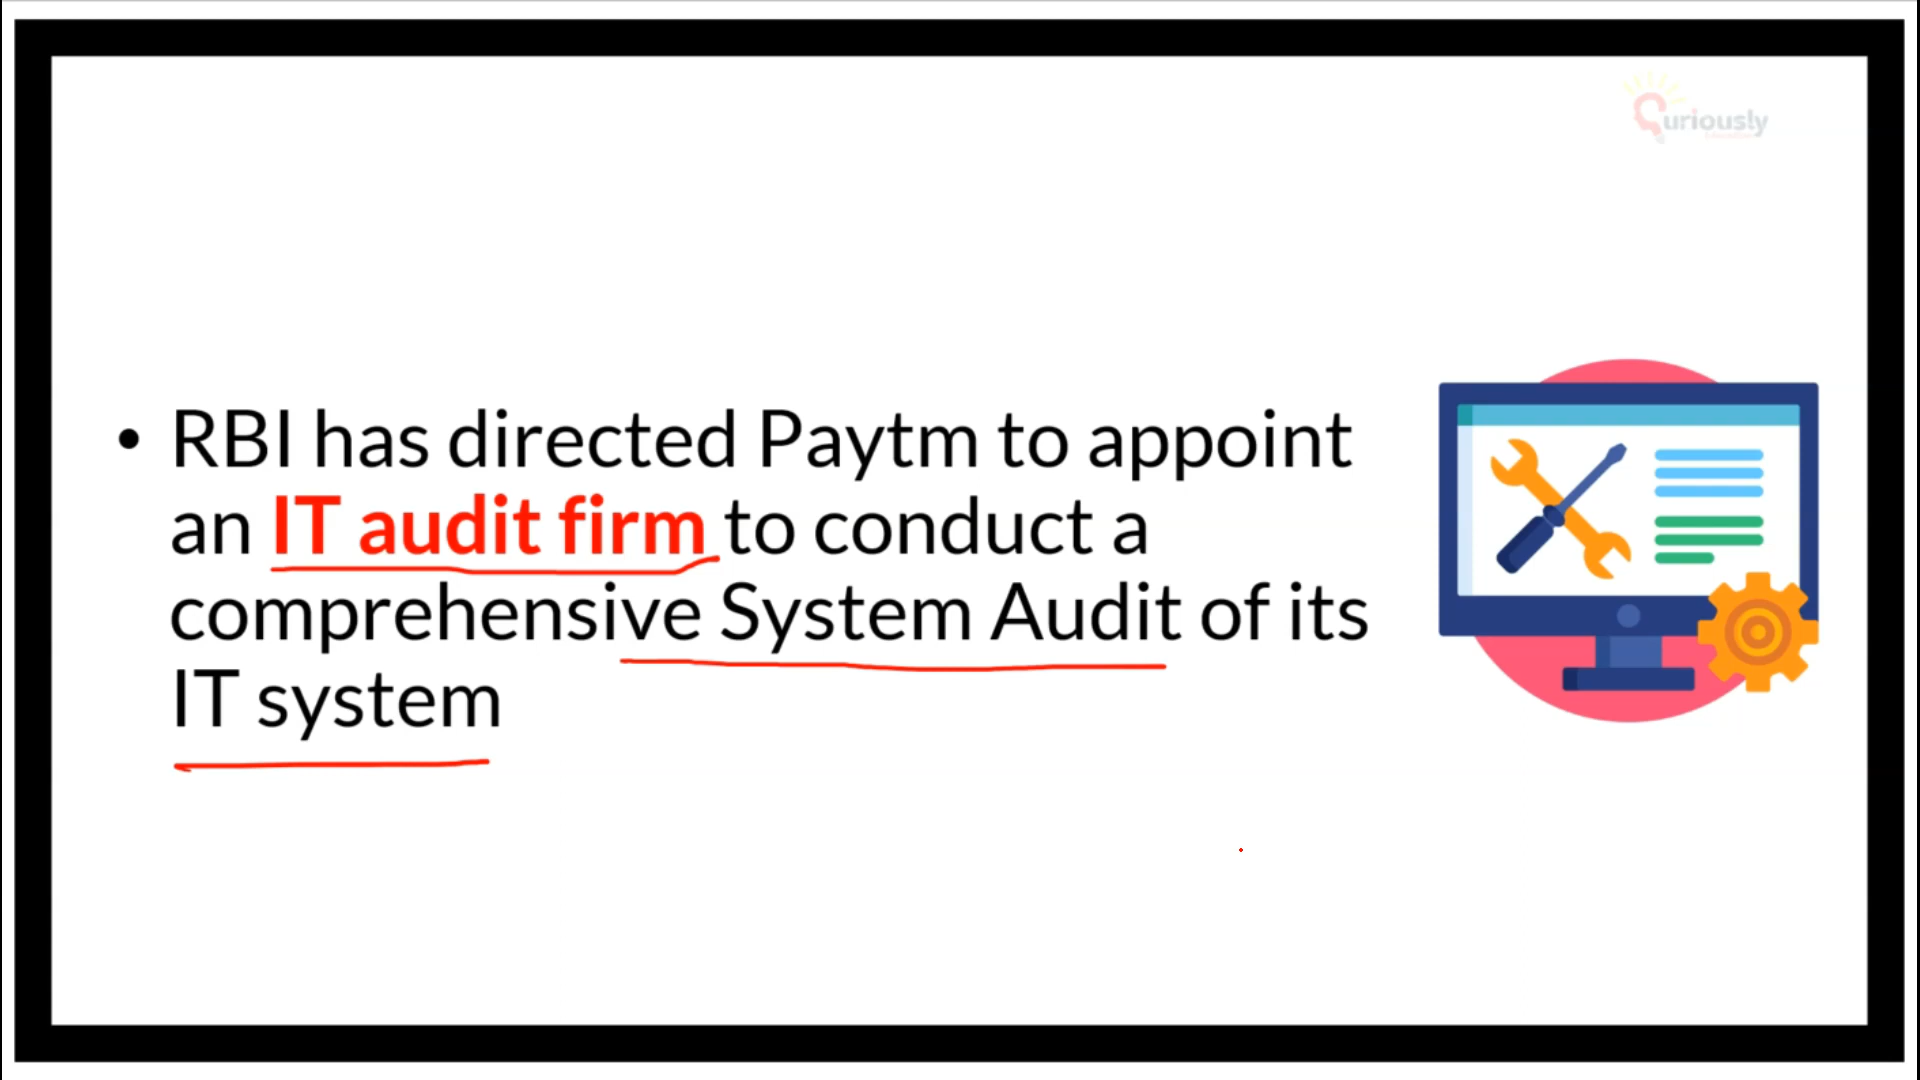 uriously
• RBI has directed Paytm to appoint
an IT audit firm to conduct a
comprehensive System Audit of its
IT system